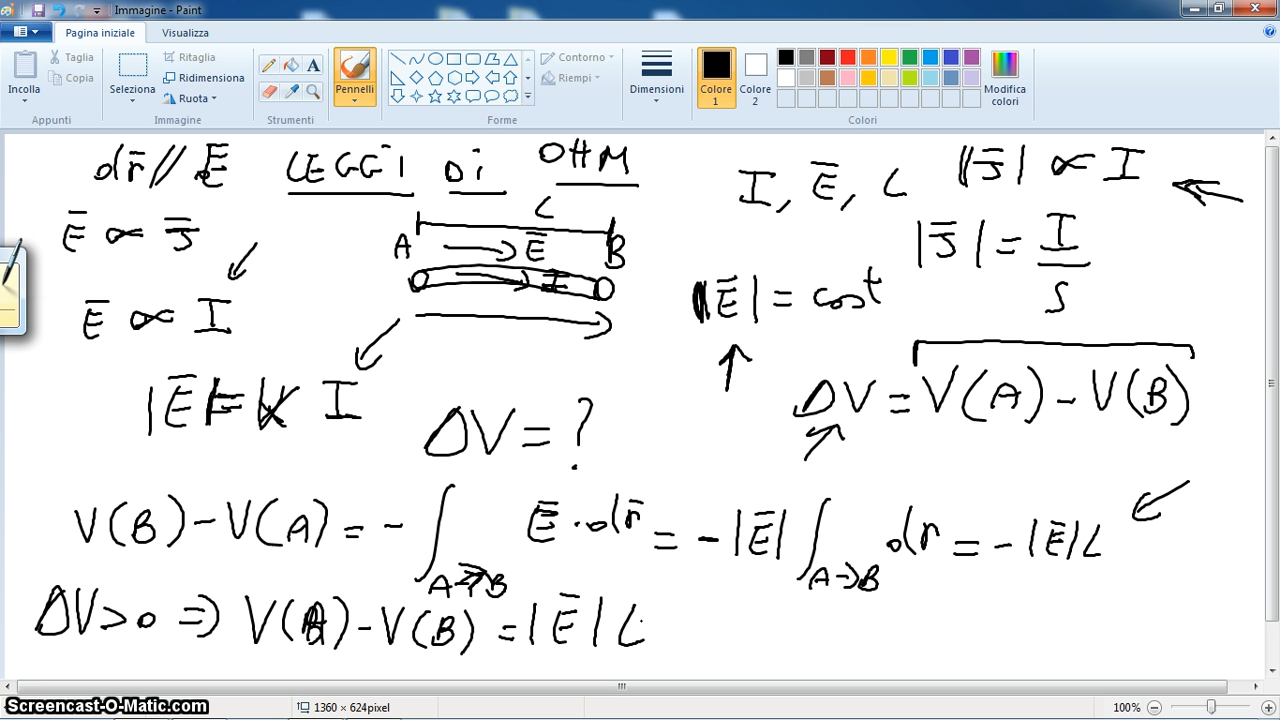 Immagine - Paint
Pagina iniziale
Visualizza
Incolla
Taglia
Copia
Appunti
Seleziona
Ritaglia
Ridimensiona
Ruota
Immagine
A
Strumenti
Pennelli
Contorno
Riempi
Forme
Dimensioni
Colore 1
Colore 2
Modifica colori
Colori
dr̄ // Ē
LEGGI DI OHM
I, Ē, L
|J̄| ∝ I
Ē ∝ J̄
L
A
Ē
B
I
|J̄| = I/S
Ē ∝ I
|Ē| = cost
|Ē| = K I
ΔV = ?
ΔV = V(A) - V(B)
V(B) - V(A) = - ∫A→B Ē · dr̄ = - |Ē| ∫A→B dr = - |Ē| L
ΔV > 0 ⇒ V(A) - V(B) = |Ē| L
Screencast-O-Matic.com
1360 × 624pixel
100%